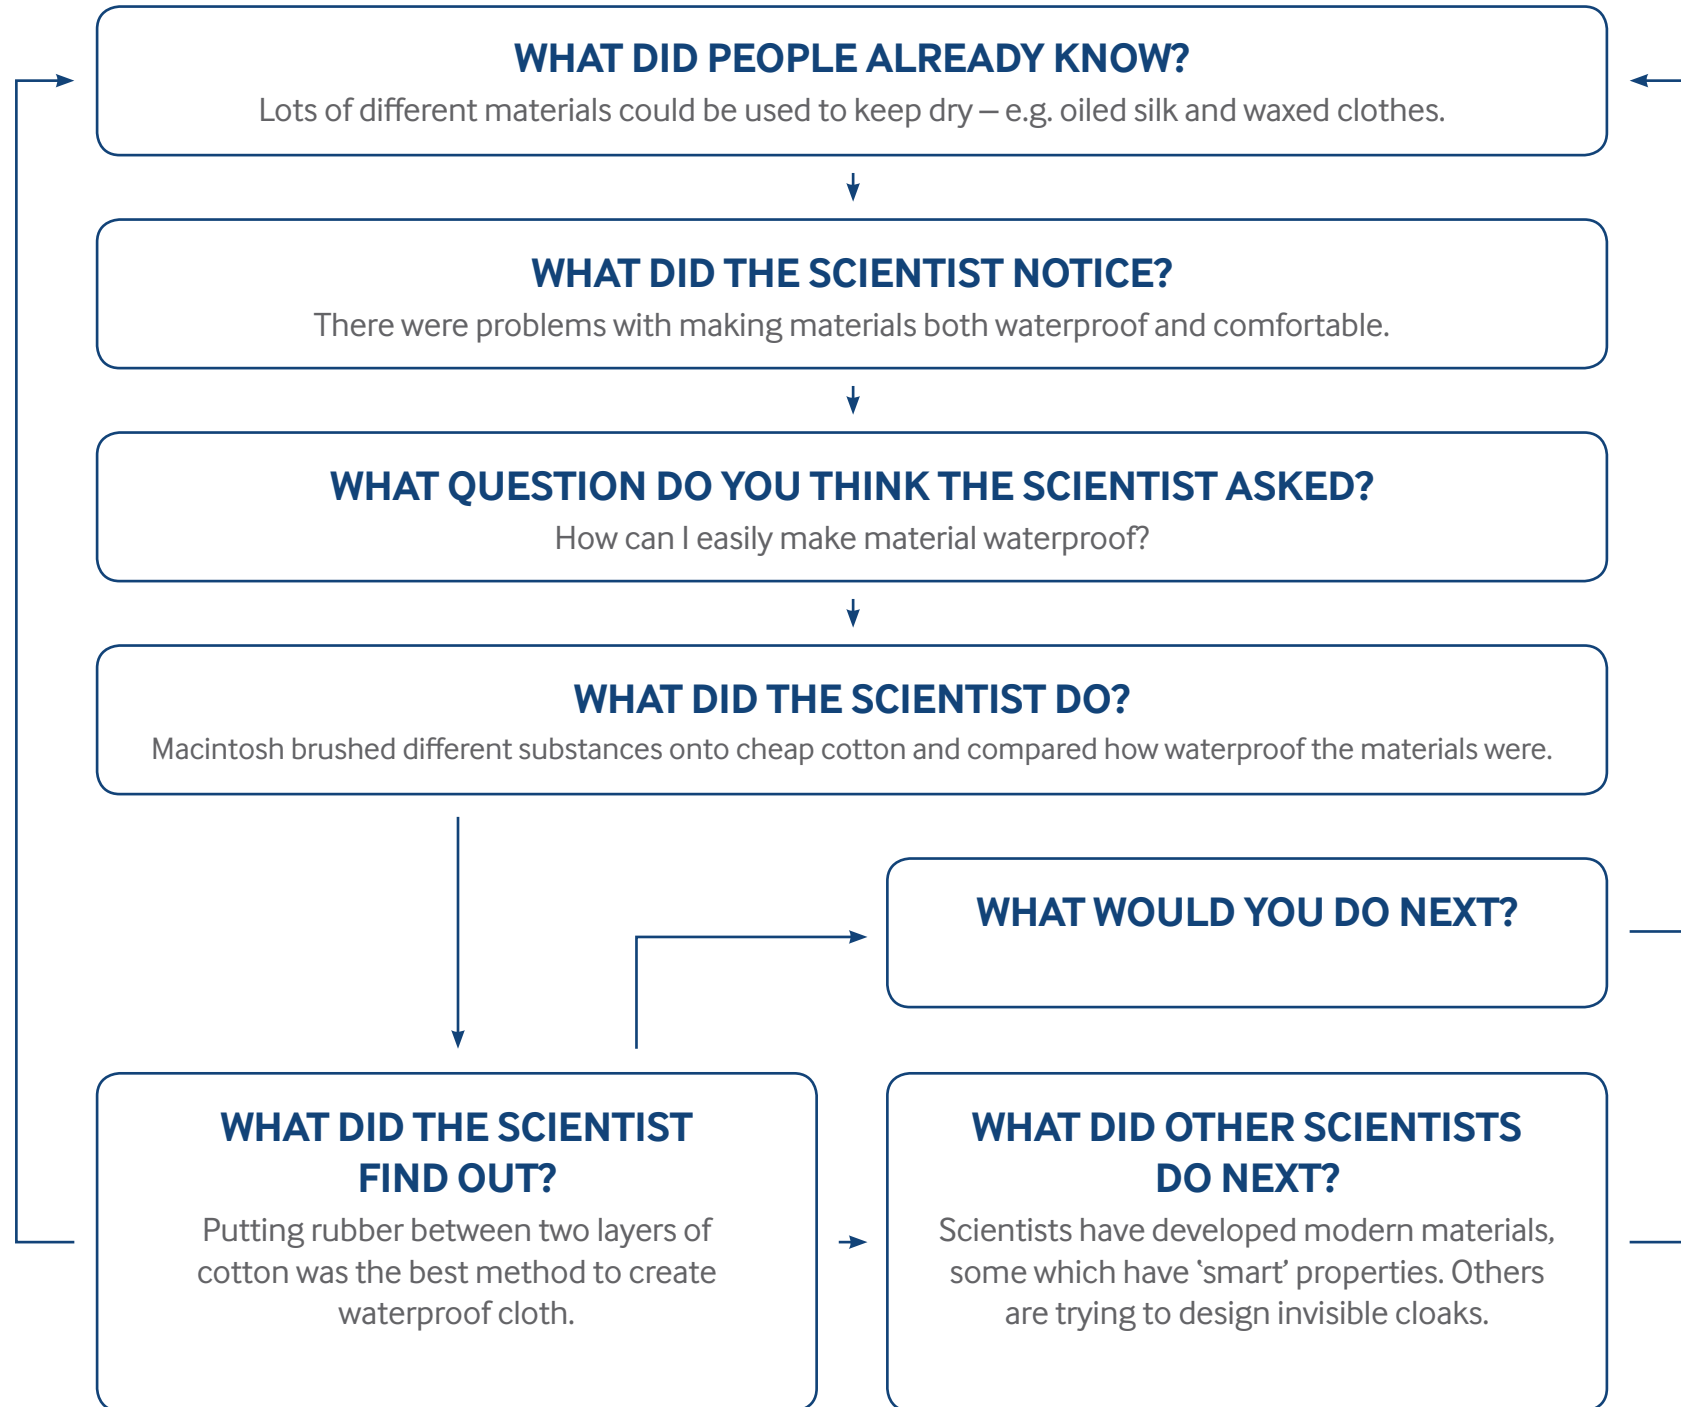 WHAT DID PEOPLE ALREADY KNOW?
Lots of different materials could be used to keep dry – e.g. oiled silk and waxed clothes.
WHAT DID THE SCIENTIST NOTICE?
There were problems with making materials both waterproof and comfortable.
WHAT QUESTION DO YOU THINK THE SCIENTIST ASKED?
How can I easily make material waterproof?
WHAT DID THE SCIENTIST DO?
Macintosh brushed different substances onto cheap cotton and compared how waterproof the materials were.
WHAT WOULD YOU DO NEXT?
WHAT DID THE SCIENTIST
FIND OUT?
Putting rubber between two layers of
cotton was the best method to create
waterproof cloth.
WHAT DID OTHER SCIENTISTS
DO NEXT?
Scientists have developed modern materials,
some which have ‘smart’ properties. Others
are trying to design invisible cloaks.